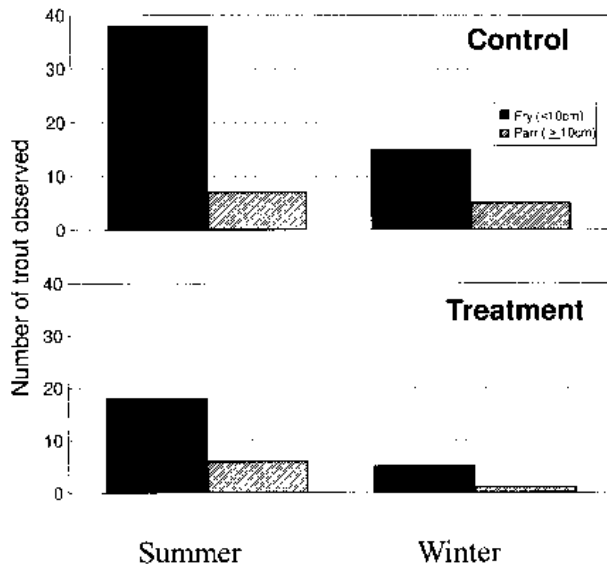 Number of trout observed
40
30
20
10
0
Control
Fry (<10cm)
Parr ( ≥ 10cm)
40
30
20
10
0
Treatment
Summer Winter